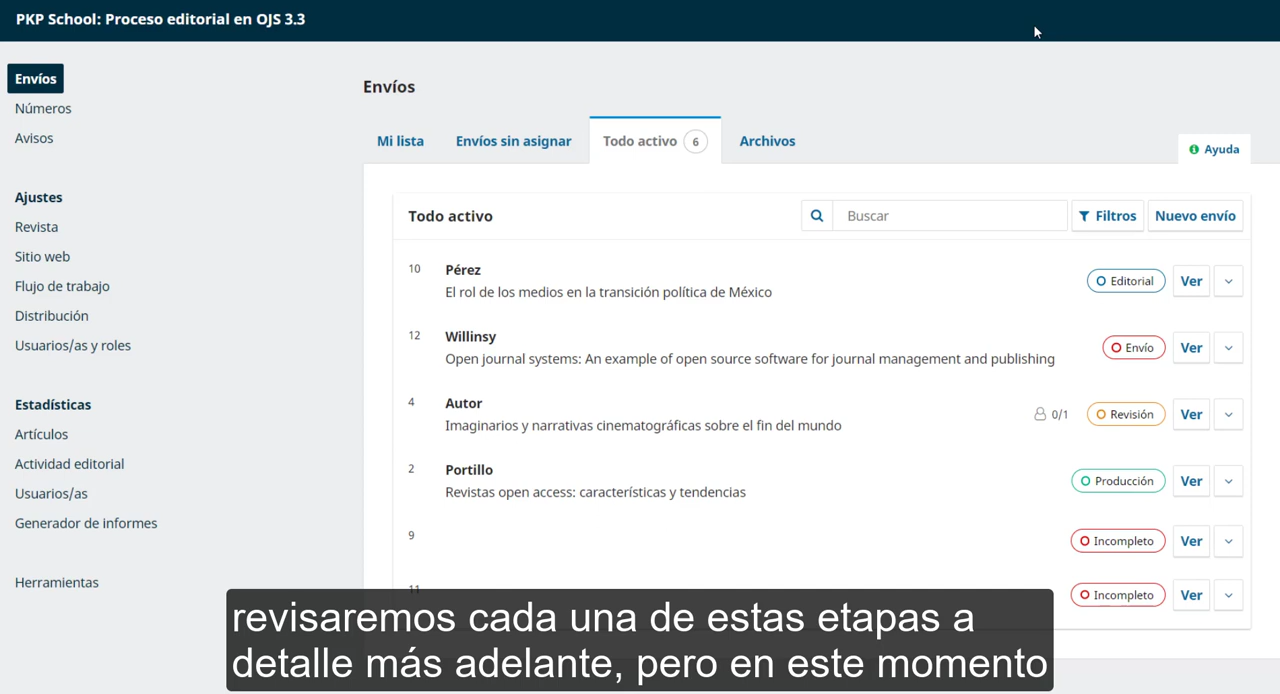 PKP School: Proceso editorial en OJS 3.3
Envíos
Números
Avisos
Ajustes
Revista
Sitio web
Flujo de trabajo
Distribución
Usuarios/as y roles
Estadísticas
Artículos
Actividad editorial
Usuarios/as
Generador de informes
Herramientas
Envíos
Mi lista Envíos sin asignar Todo activo 6 Archivos
Ayuda
Todo activo Buscar Filtros Nuevo envío
10 Pérez
El rol de los medios en la transición política de México
Editorial Ver
12 Willinsy
Open journal systems: An example of open source software for journal management and publishing
Envío Ver
4 Autor
Imaginarios y narrativas cinematográficas sobre el fin del mundo
0/1 Revisión Ver
2 Portillo
Revistas open access: características y tendencias
Producción Ver
9 Incompleto Ver
11 Incompleto Ver
revisaremos cada una de estas etapas a
detalle más adelante, pero en este momento